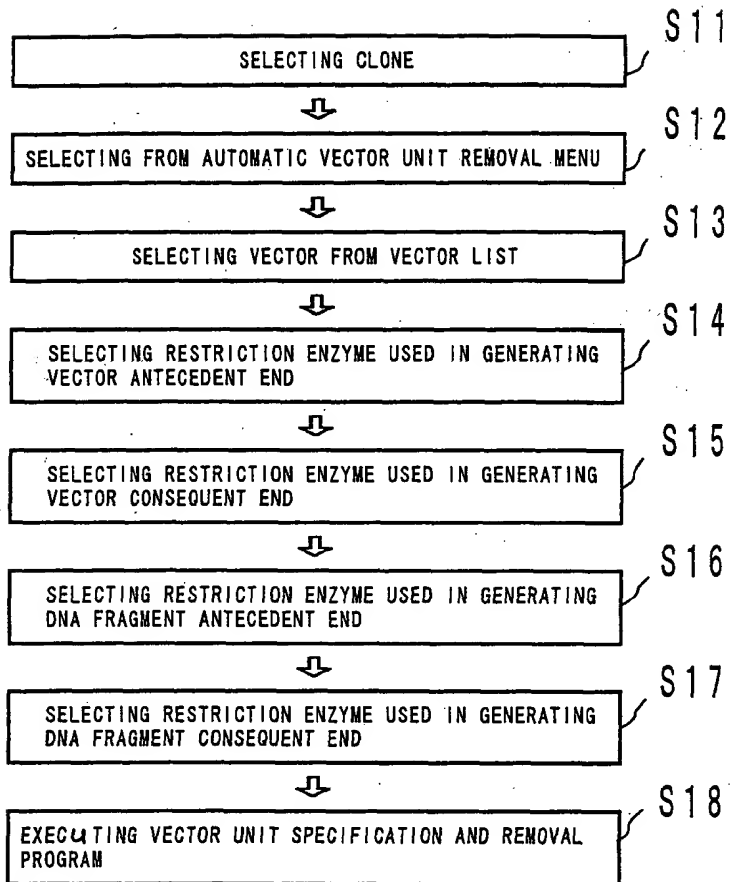 S11
SELECTING CLONE
S12
SELECTING FROM AUTOMATIC VECTOR UNIT REMOVAL MENU
S13
SELECTING VECTOR FROM VECTOR LIST
S14
SELECTING RESTRICTION ENZYME USED IN GENERATING
VECTOR ANTECEDENT END
S15
SELECTING RESTRICTION ENZYME USED IN GENERATING
VECTOR CONSEQUENT END
S16
SELECTING RESTRICTION ENZYME USED IN GENERATING
DNA FRAGMENT ANTECEDENT END
S17
SELECTING RESTRICTION ENZYME USED IN GENERATING
DNA FRAGMENT CONSEQUENT END
S18
EXECUTING VECTOR UNIT SPECIFICATION AND REMOVAL
PROGRAM